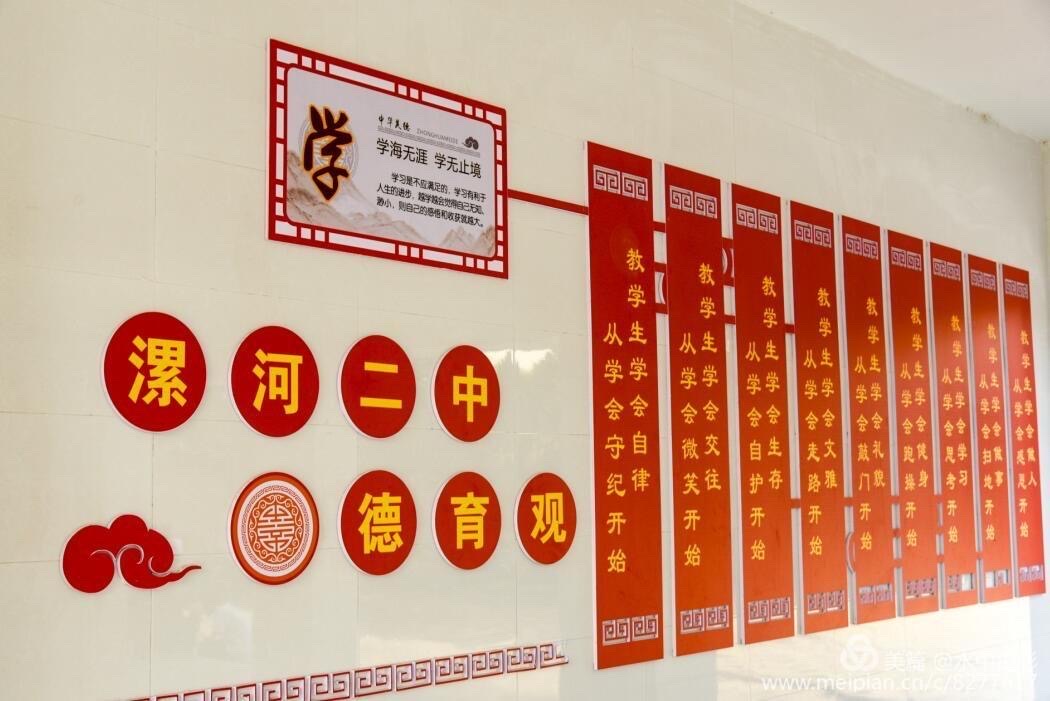 学
中华美德 ZHONGHUAMEIDE
学海无涯 学无止境
学习是不应满足的，学习有利于
人生的进步，越学越会觉得自己无知、
渺小，则自己的感悟和收获就越大。
漯河二中
德育观
教学生学会自律
从学会守纪开始
教学生学会交往
从学会微笑开始
教学生学会生存
从学会自护开始
教学生学会文雅
从学会走路开始
教学生学会礼貌
从学会敲门开始
教学生学会健身
从学会跑操开始
教学生学会学习
从学会思考开始
教学生学会做事
从学会扫地开始
教学生学会做人
从学会感恩开始
美篇